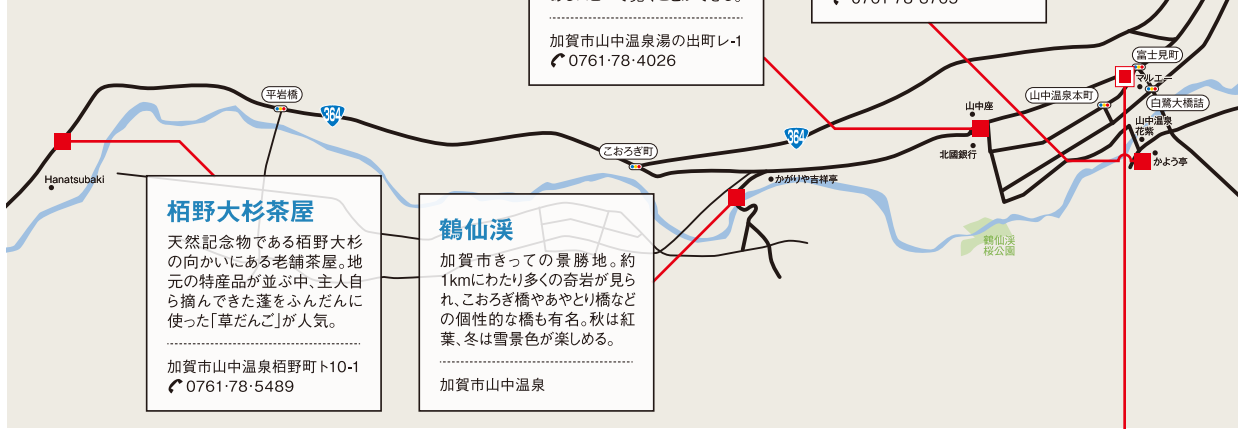 加賀市山中温泉湯の出町レ-1
0761·78·4026
富士見町
マルエー
平岩橋
364
山中温泉本町
白鷺大橋詰
山中座
山中温泉
花紫
364
こおろぎ町
北國銀行
かよう亭
Hanatsubaki
かがりや吉祥亭
鶴仙渓
桜公園
栢野大杉茶屋
天然記念物である栢野大杉
の向かいにある老舗茶屋。地
元の特産品が並ぶ中、主人自
ら摘んできた蓬をふんだんに
使った「草だんご」が人気。
加賀市山中温泉栢野町ト10-1
0761·78·5489
鶴仙渓
加賀市きっての景勝地。約
1kmにわたり多くの奇岩が見ら
れ、こおろぎ橋やあやとり橋など
の個性的な橋も有名。秋は紅
葉、冬は雪景色が楽しめる。
加賀市山中温泉